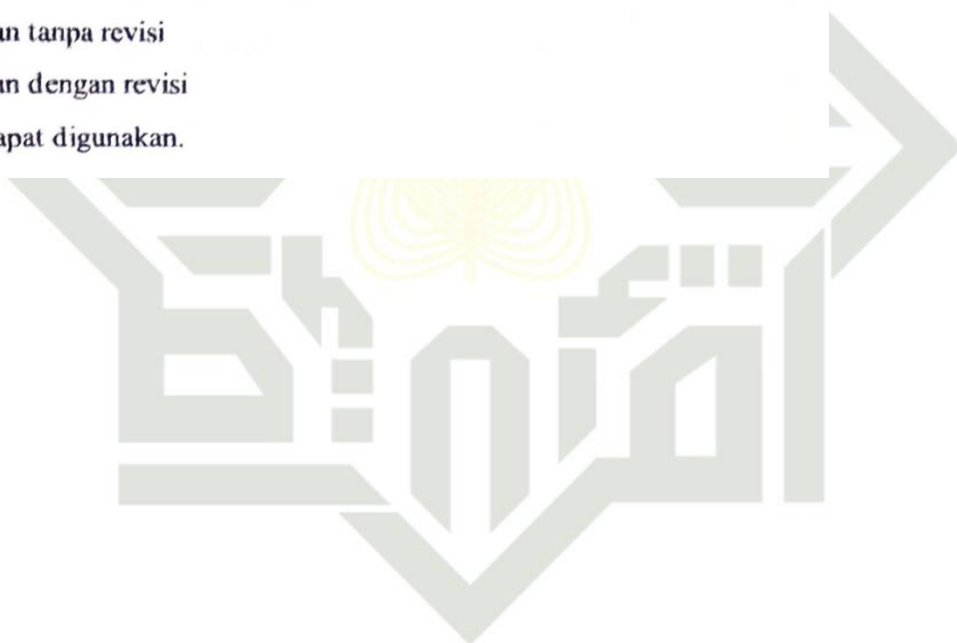 an tanpa revisi
an dengan revisi
apat digunakan.